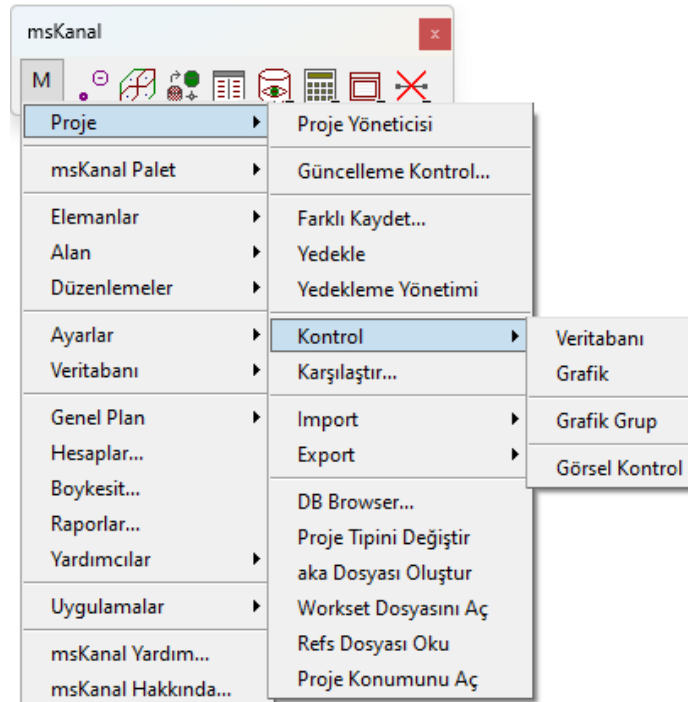 msKanal
x
M
Proje
msKanal Palet
Elemanlar
Alan
Düzenlemeler
Ayarlar
Veritabanı
Genel Plan
Hesaplar...
Boykesit...
Raporlar...
Yardımcılar
Uygulamalar
msKanal Yardım...
msKanal Hakkında...
Proje Yöneticisi
Güncelleme Kontrol...
Farklı Kaydet...
Yedekle
Yedekleme Yönetimi
Kontrol
Karşılaştır...
Import
Export
DB Browser...
Proje Tipini Değiştir
aka Dosyası Oluştur
Workset Dosyasını Aç
Refs Dosyası Oku
Proje Konumunu Aç
Veritabanı
Grafik
Grafik Grup
Görsel Kontrol